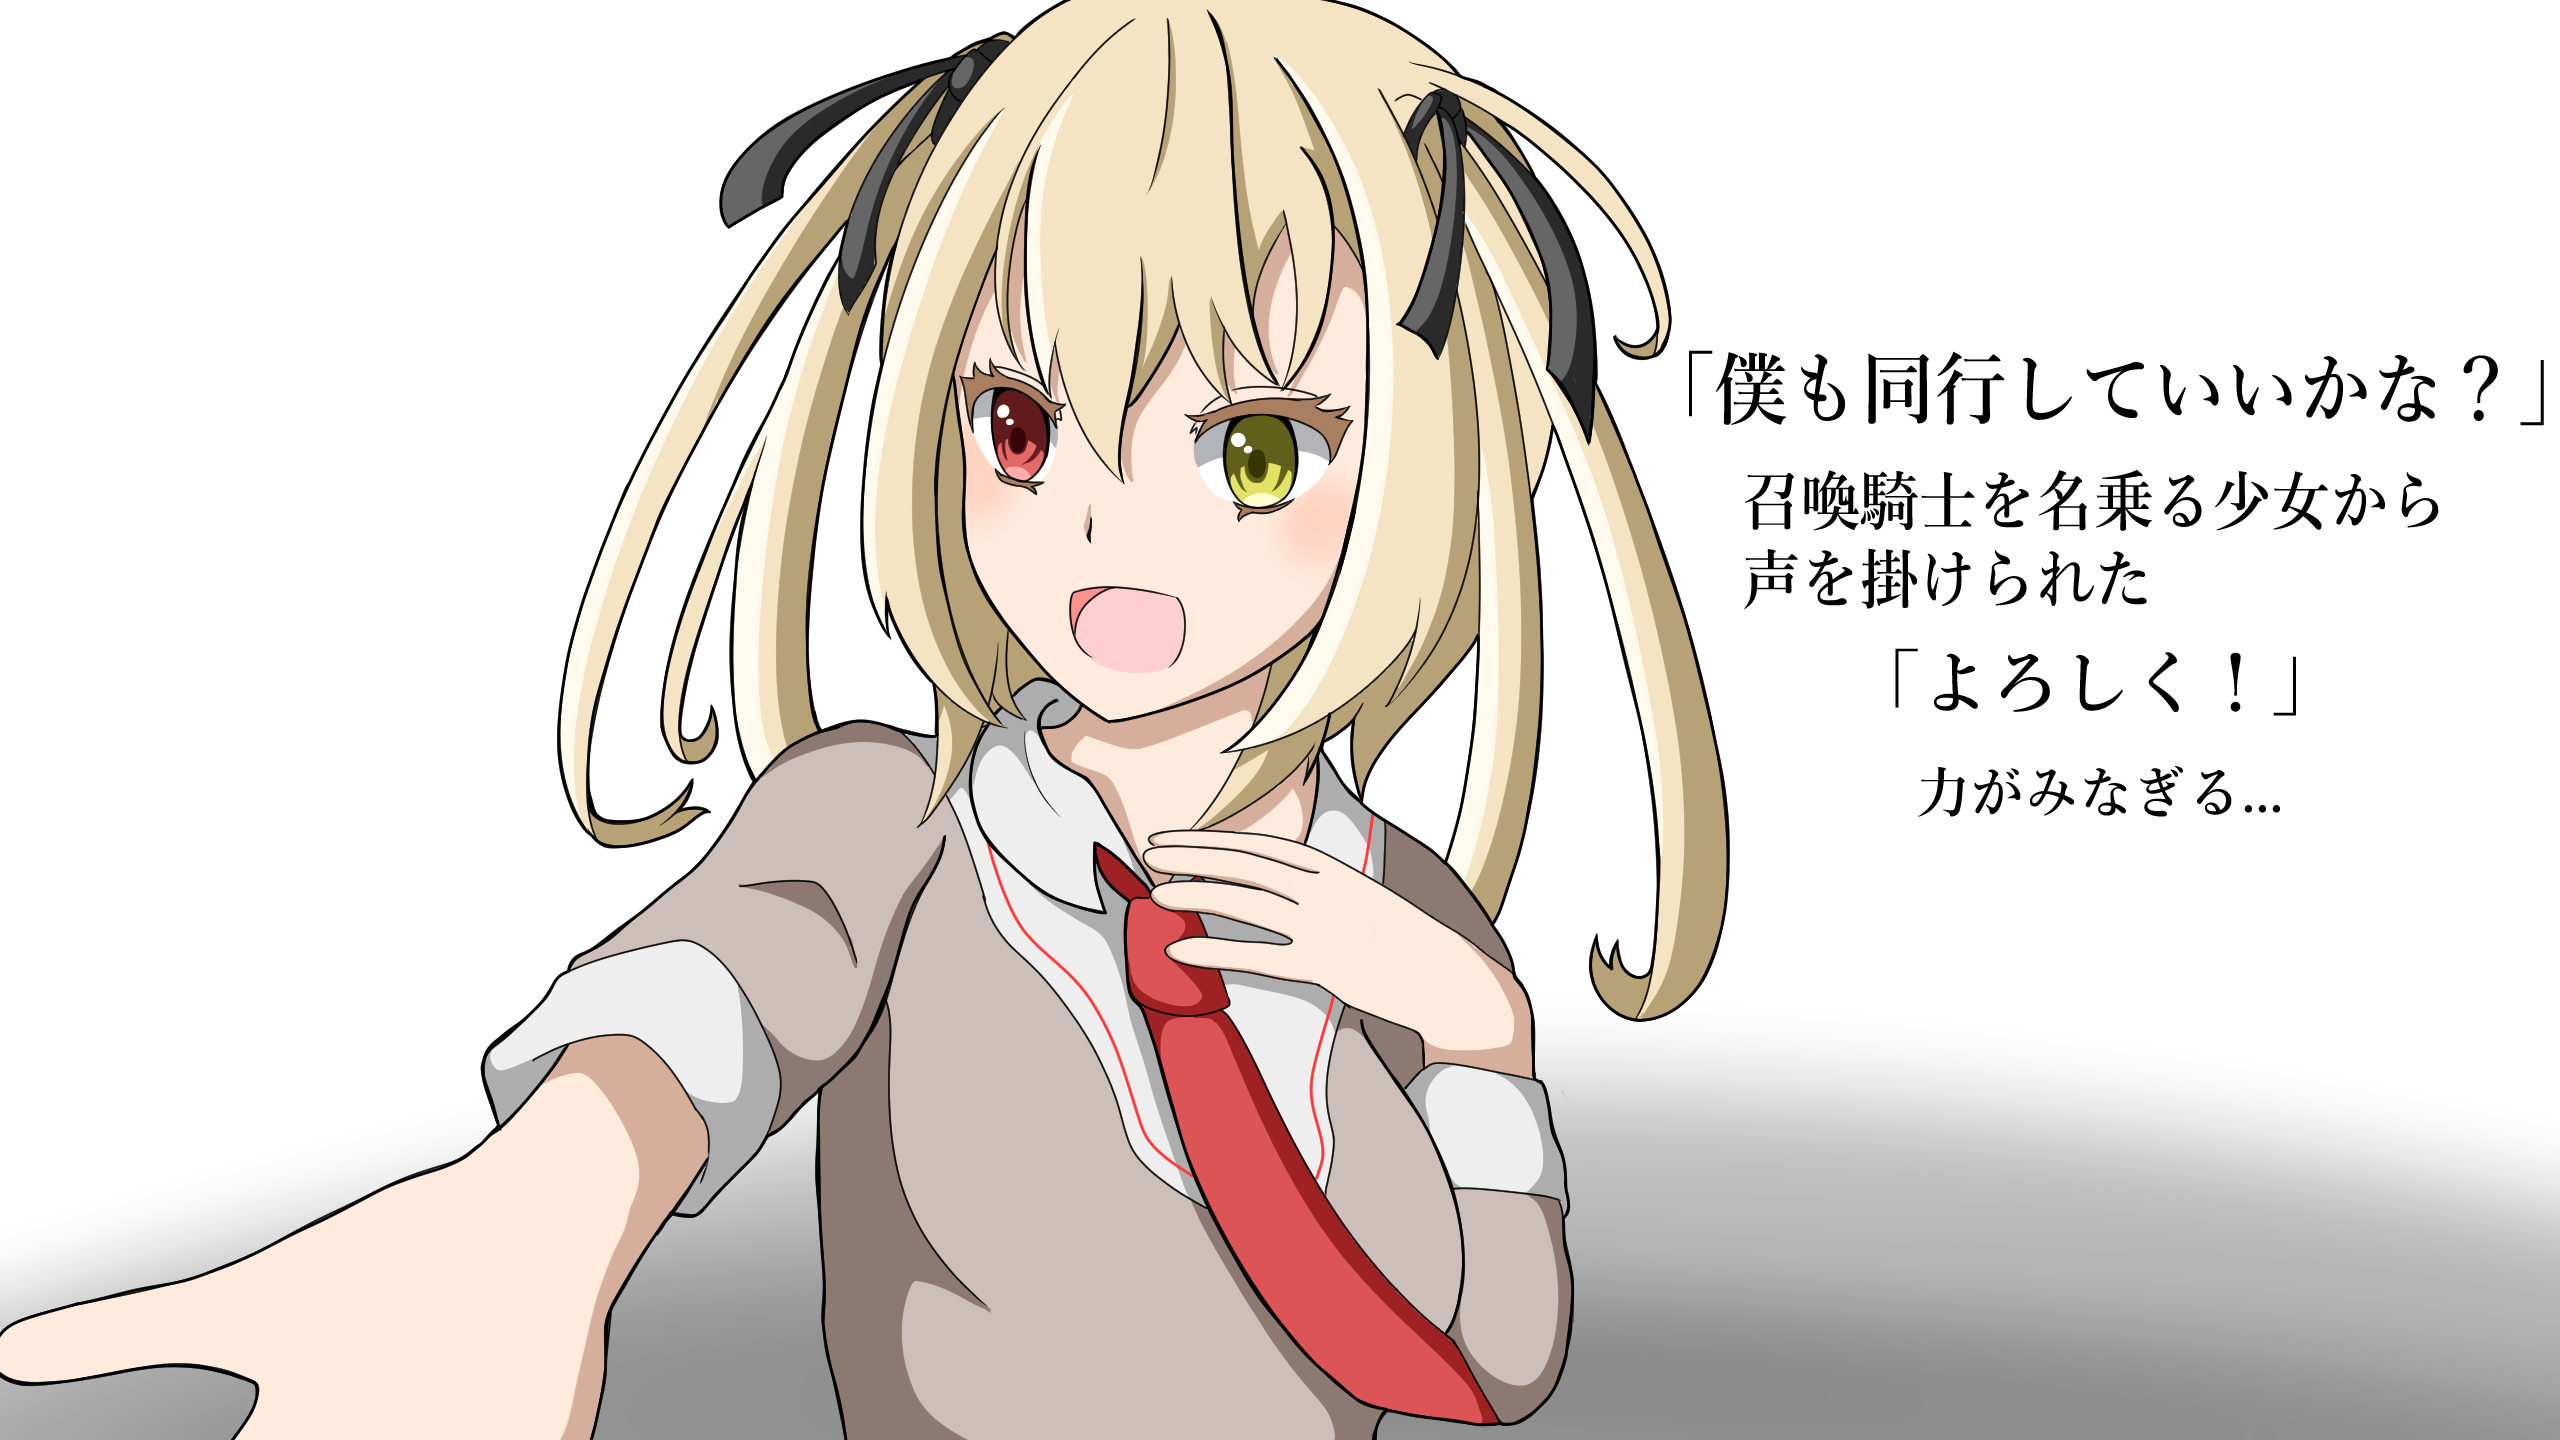 「僕も同行していいかな？」
召喚騎士を名乗る少女から
声を掛けられた
「よろしく！」
力がみなぎる…